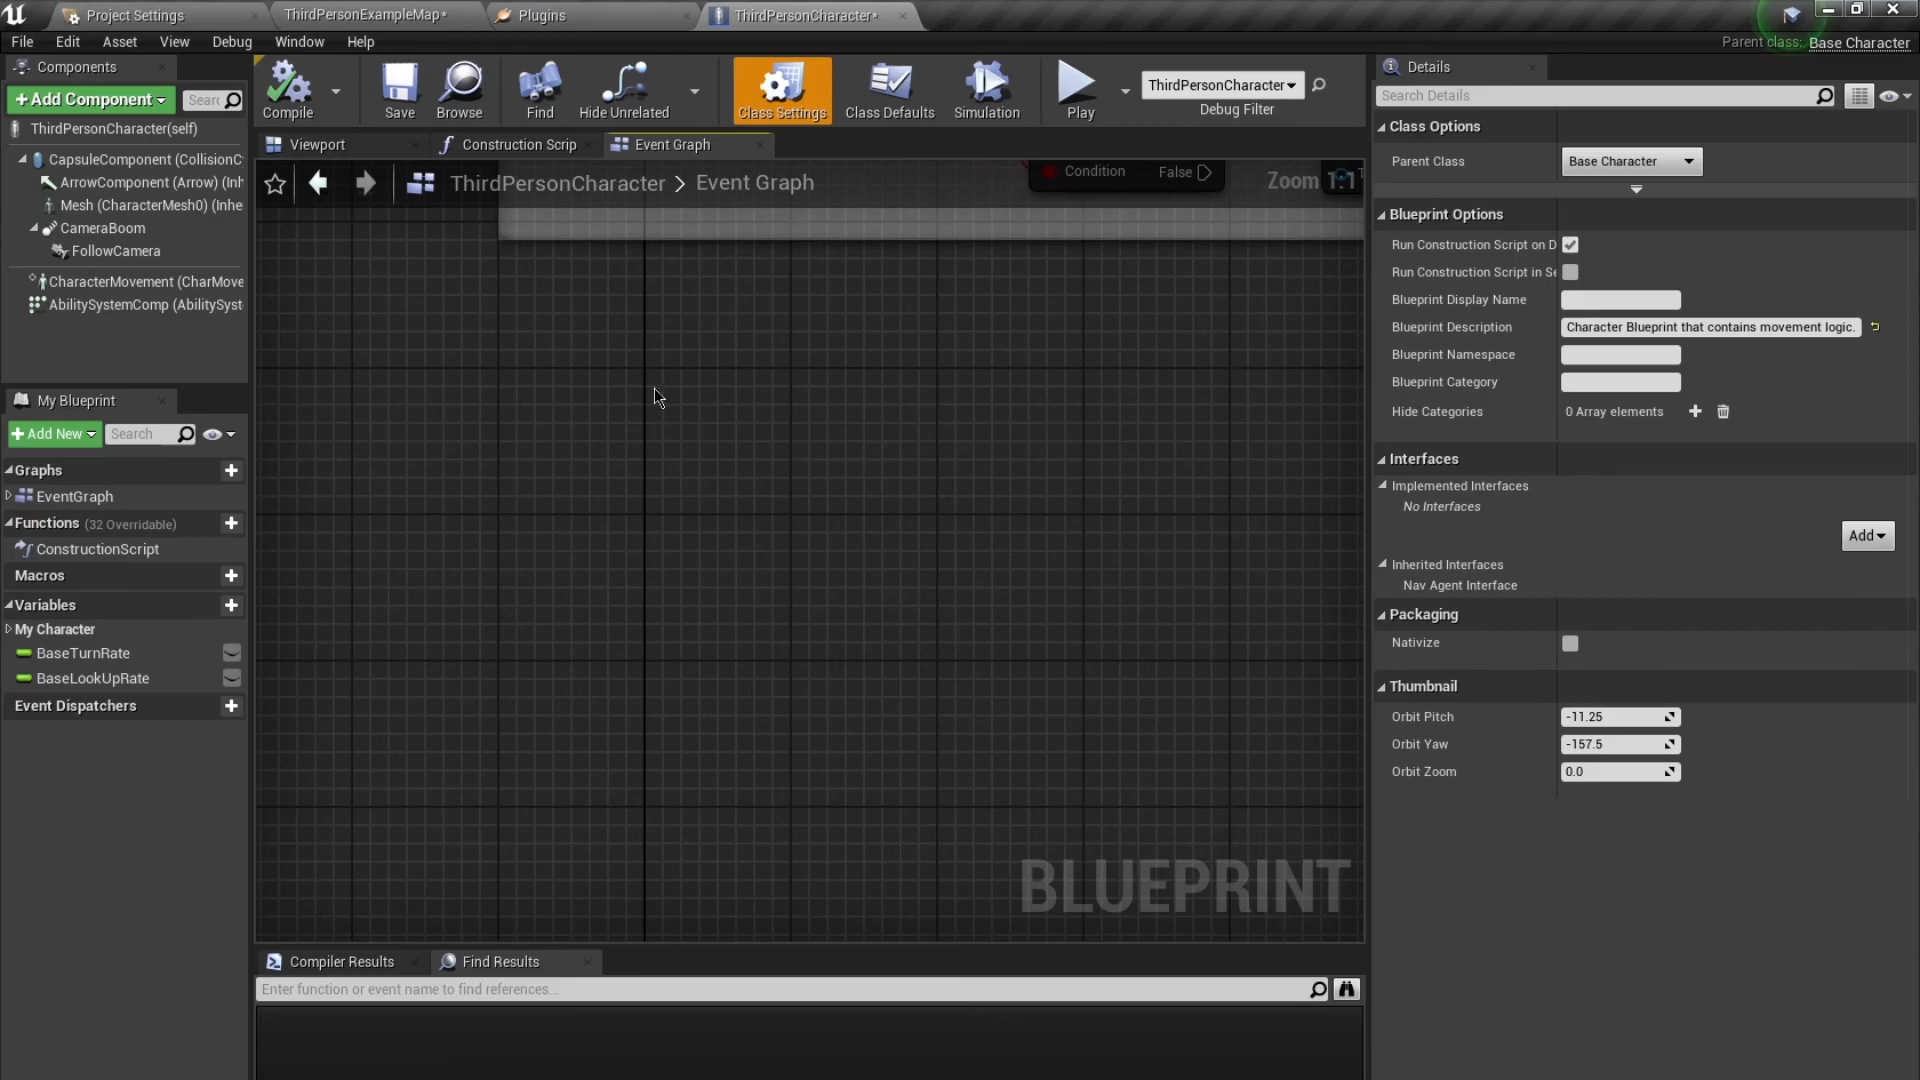 Project Settings
ThirdPersonExampleMap*
Plugins
ThirdPersonCharacter*
File Edit Asset View Debug Window Help
Parent class: Base Character
Components
+Add Component
Sear
ThirdPersonCharacter(self)
CapsuleComponent (CollisionC
ArrowComponent (Arrow) (Inh
Mesh (CharacterMesh0) (Inhe
CameraBoom
FollowCamera
CharacterMovement (CharMove
AbilitySystemComp (AbilitySyst
My Blueprint
+Add New
Search
Graphs
EventGraph
Functions (32 Overridable)
ConstructionScript
Macros
Variables
My Character
BaseTurnRate
BaseLookUpRate
Event Dispatchers
Compile Save Browse Find Hide Unrelated Class Settings Class Defaults Simulation Play
ThirdPersonCharacter
Debug Filter
Viewport
Construction Scrip
Event Graph
ThirdPersonCharacter > Event Graph
Condition False
Zoom 1:1
BLUEPRINT
Compiler Results
Find Results
Enter function or event name to find references...
Details
Search Details
Class Options
Parent Class Base Character
Blueprint Options
Run Construction Script on D
Run Construction Script in Se
Blueprint Display Name
Blueprint Description Character Blueprint that contains movement logic.
Blueprint Namespace
Blueprint Category
Hide Categories 0 Array elements
Interfaces
Implemented Interfaces
No Interfaces
Add
Inherited Interfaces
Nav Agent Interface
Packaging
Nativize
Thumbnail
Orbit Pitch -11.25
Orbit Yaw -157.5
Orbit Zoom 0.0